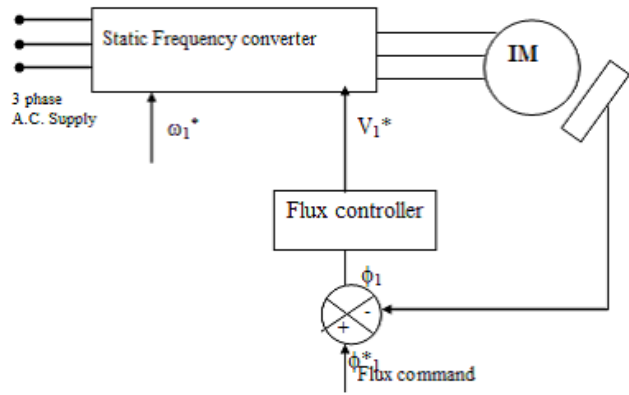 Static Frequency converter
IM
3 phase
A.C. Supply
ω₁*
V₁*
Flux controller
ϕ₁
-
+
ϕ*₁
Flux command